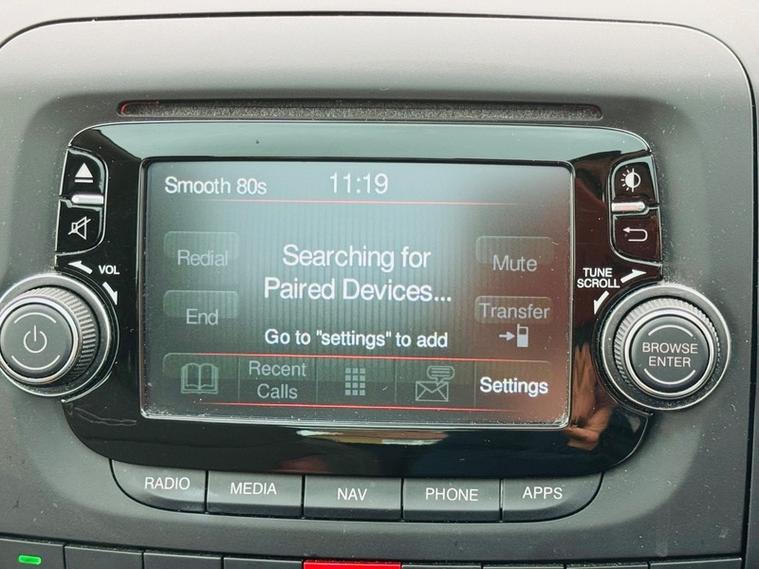 Smooth 80s
11:19
Redial
Searching for
Paired Devices...
Mute
End
Transfer
Go to "settings" to add
Recent
Calls
Settings
VOL
TUNE
SCROLL
BROWSE
ENTER
RADIO
MEDIA
NAV
PHONE
APPS